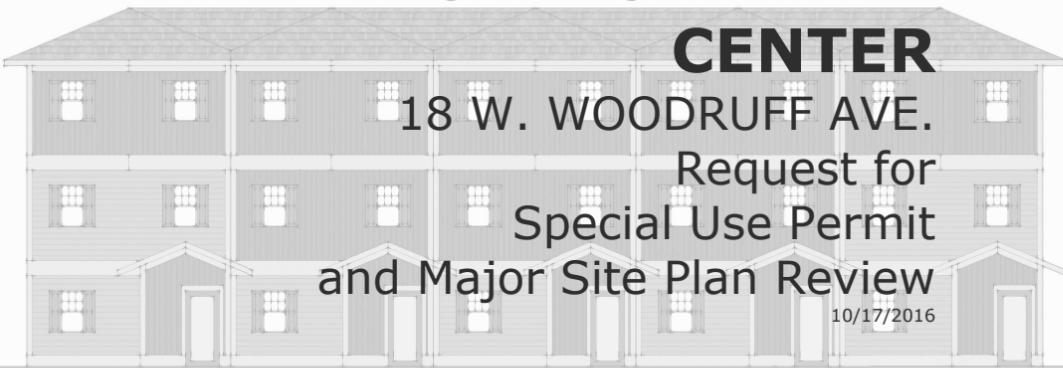 CENTER
18 W. WOODRUFF AVE.
Request for
Special Use Permit
and Major Site Plan Review
10/17/2016